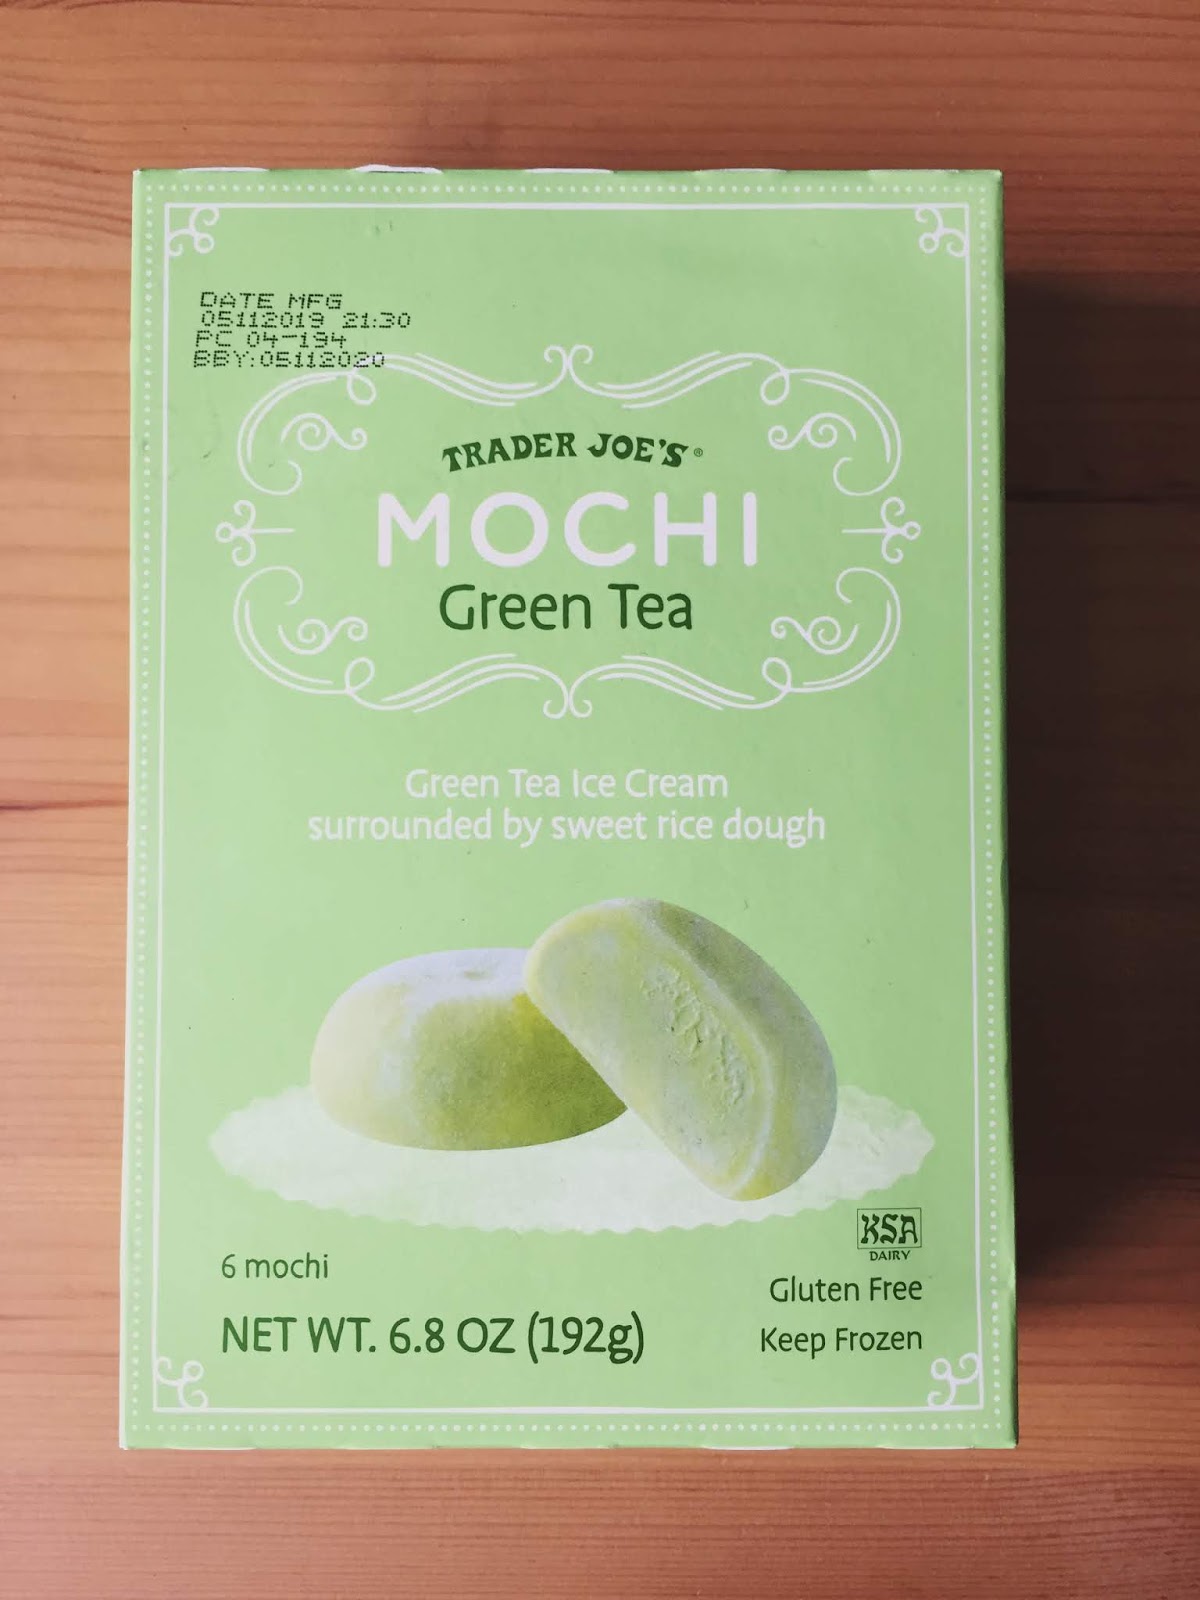 DATE MFG
05112019 21:30
PC 04-194
BBY:05112020
TRADER JOE'S®
MOCHI
Green Tea
Green Tea Ice Cream
surrounded by sweet rice dough
KSA
DAIRY
6 mochi
Gluten Free
NET WT. 6.8 OZ (192g)
Keep Frozen